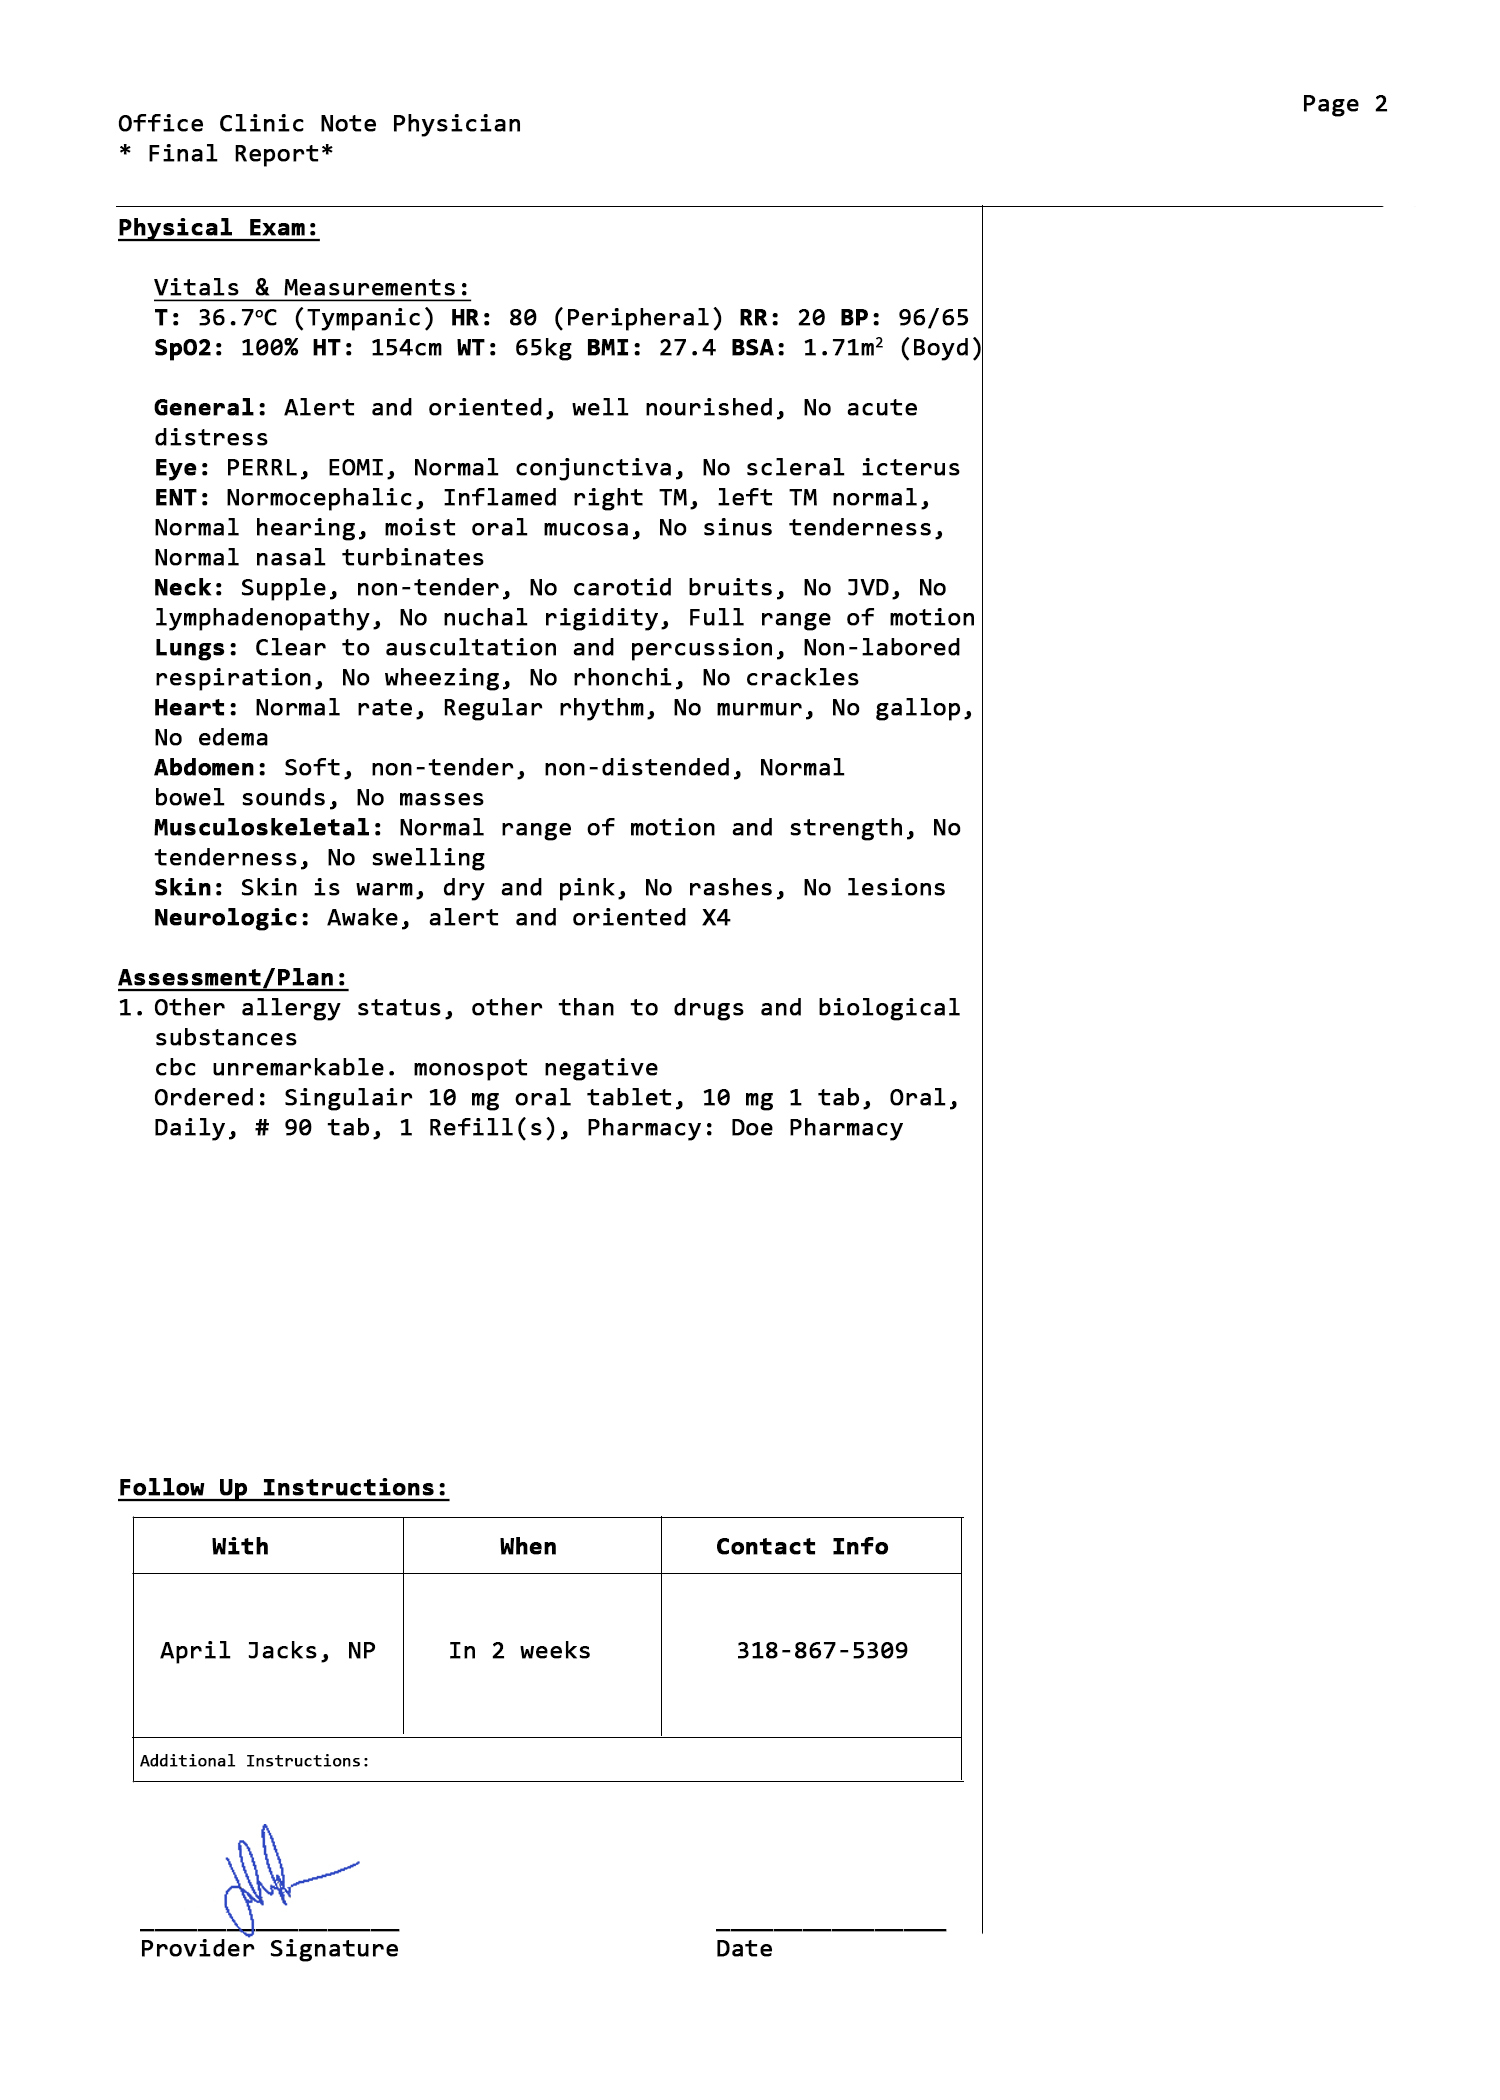 Page 2
Office Clinic Note Physician
* Final Report*
Physical Exam:
Vitals & Measurements:
T: 36.7°C (Tympanic) HR: 80 (Peripheral) RR: 20 BP: 96/65
SpO2: 100% HT: 154cm WT: 65kg BMI: 27.4 BSA: 1.71m² (Boyd)
General: Alert and oriented, well nourished, No acute
distress
Eye: PERRL, EOMI, Normal conjunctiva, No scleral icterus
ENT: Normocephalic, Inflamed right TM, left TM normal,
Normal hearing, moist oral mucosa, No sinus tenderness,
Normal nasal turbinates
Neck: Supple, non-tender, No carotid bruits, No JVD, No
lymphadenopathy, No nuchal rigidity, Full range of motion
Lungs: Clear to auscultation and percussion, Non-labored
respiration, No wheezing, No rhonchi, No crackles
Heart: Normal rate, Regular rhythm, No murmur, No gallop,
No edema
Abdomen: Soft, non-tender, non-distended, Normal
bowel sounds, No masses
Musculoskeletal: Normal range of motion and strength, No
tenderness, No swelling
Skin: Skin is warm, dry and pink, No rashes, No lesions
Neurologic: Awake, alert and oriented X4
Assessment/Plan:
1. Other allergy status, other than to drugs and biological
substances
cbc unremarkable. monospot negative
Ordered: Singulair 10 mg oral tablet, 10 mg 1 tab, Oral,
Daily, # 90 tab, 1 Refill(s), Pharmacy: Doe Pharmacy
Follow Up Instructions:
With When Contact Info
April Jacks, NP In 2 weeks 318-867-5309
Additional Instructions:
Provider Signature Date